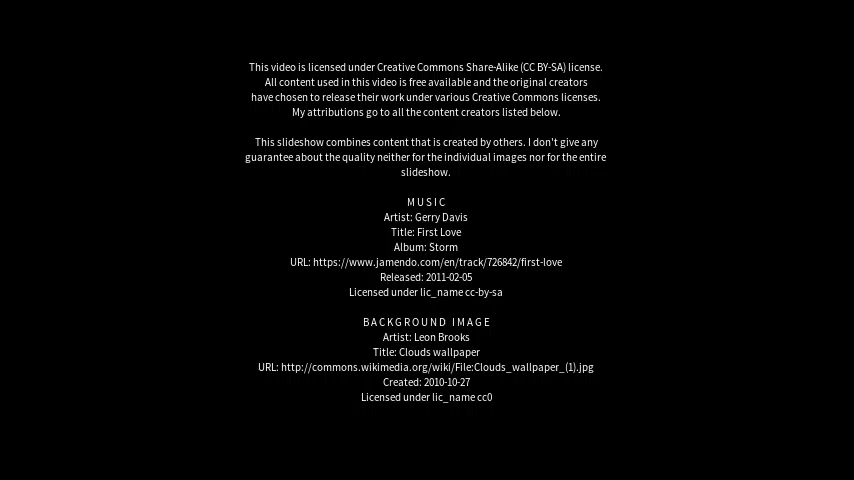 This video is licensed under Creative Commons Share-Alike (CC BY-SA) license.
All content used in this video is free available and the original creators
have chosen to release their work under various Creative Commons licenses.
My attributions go to all the content creators listed below.
This slideshow combines content that is created by others. I don't give any
guarantee about the quality neither for the individual images nor for the entire
slideshow.
MUSIC
Artist: Gerry Davis
Title: First Love
Album: Storm
URL: https://www.jamendo.com/en/track/726842/first-love
Released: 2011-02-05
Licensed under lic_name cc-by-sa
BACKGROUND IMAGE
Artist: Leon Brooks
Title: Clouds wallpaper
URL: http://commons.wikimedia.org/wiki/File:Clouds_wallpaper_(1).jpg
Created: 2010-10-27
Licensed under lic_name cc0